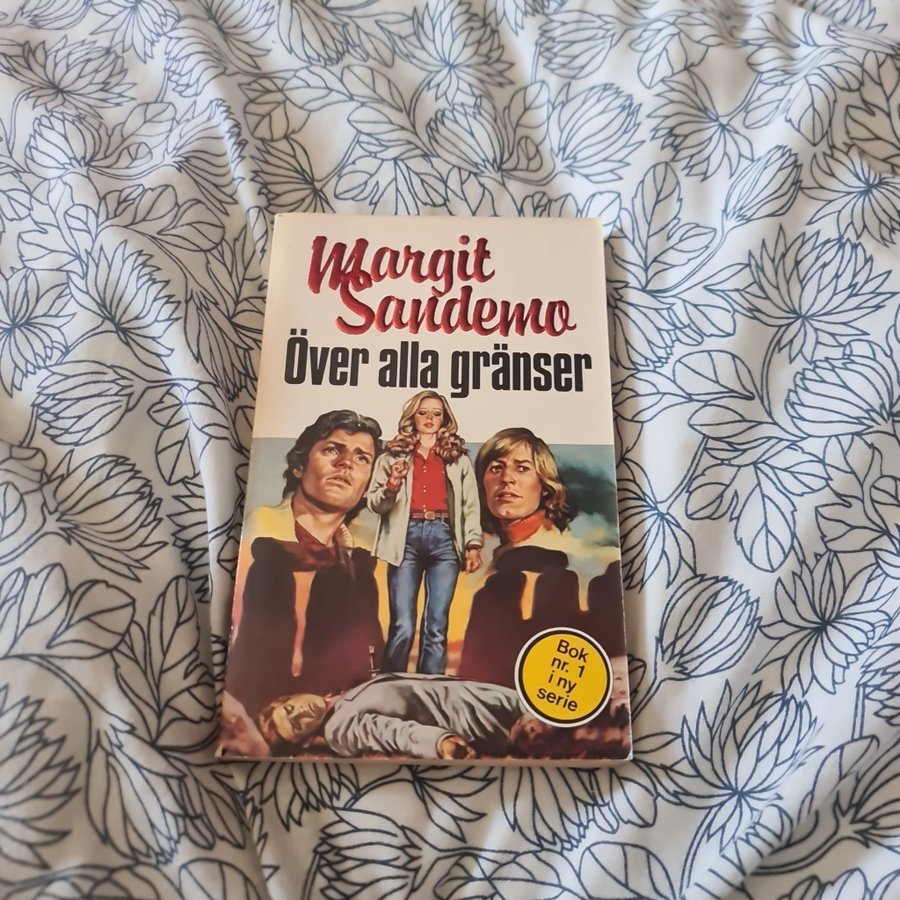 Margit
Sandemo
Över alla gränser
Bok
nr. 1
i ny
serie